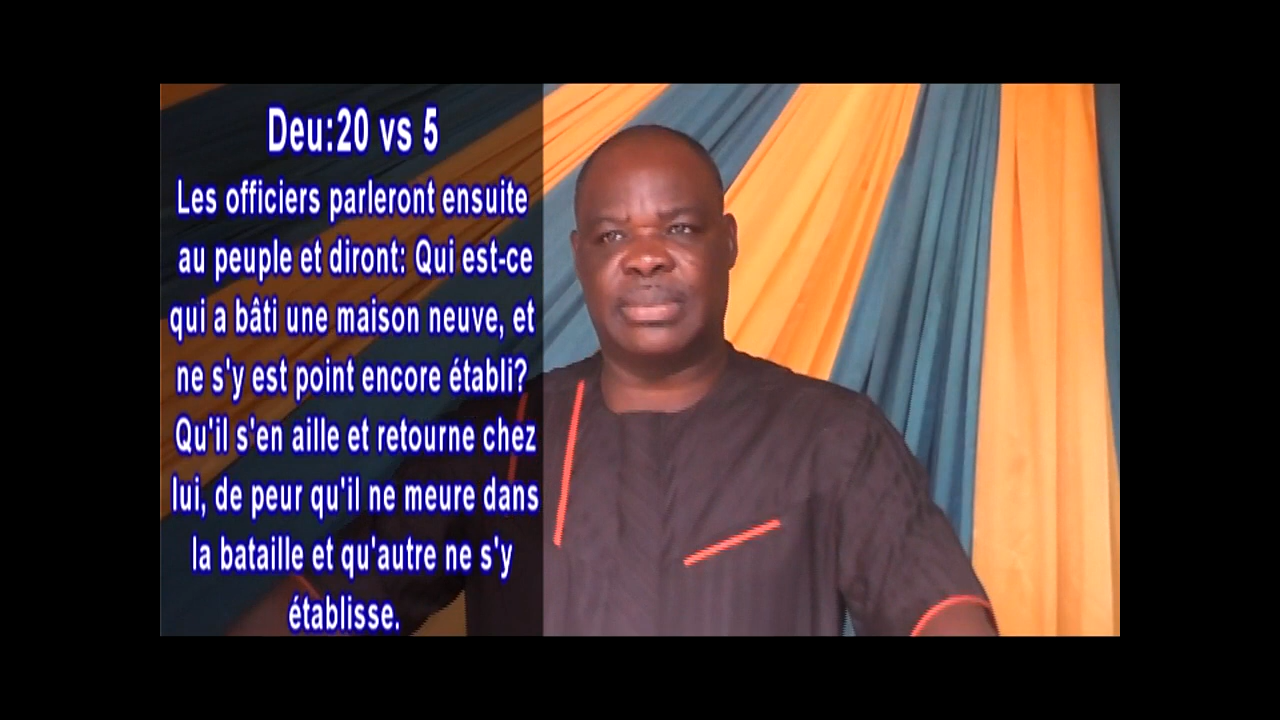 Deu:20 vs 5
Les officiers parleront ensuite
au peuple et diront: Qui est-ce
qui a bâti une maison neuve, et
ne s'y est point encore établi?
Qu'il s'en aille et retourne chez
lui, de peur qu'il ne meure dans
la bataille et qu'autre ne s'y
établisse.